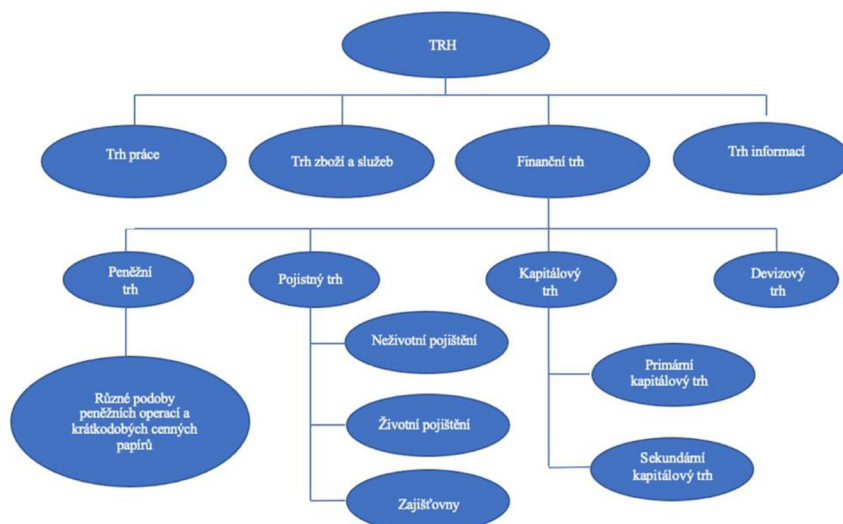 TRH
Trh práce
Trh zboží a služeb
Finanční trh
Trh informací
Peněžní
trh
Pojistný trh
Kapitálový
trh
Devizový
trh
Neživotní pojištění
Primární
kapitálový trh
Různé podoby
peněžních operací a
krátkodobých cenných
papírů
Životní pojištění
Sekundární
kapitálový trh
Zajišťovny